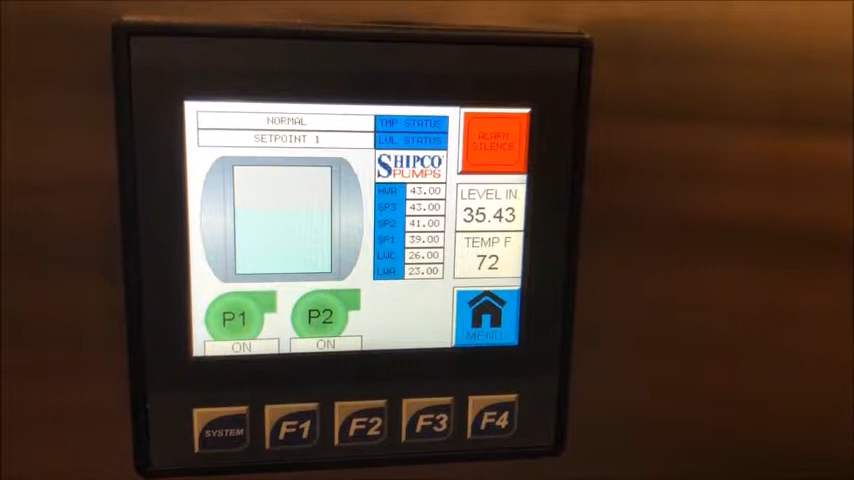 NORMAL
TMP STATUS
SETPOINT 1
LVL STATUS
ALARM
SILENCE
SHIPCO
PUMPS
HWA 43.00
SP3 43.00
SP2 41.00
SP1 39.00
LWC 26.00
LWA 23.00
LEVEL IN.
35.43
TEMP F
72
P1
P2
ON
ON
MENU
SYSTEM
F1
F2
F3
F4